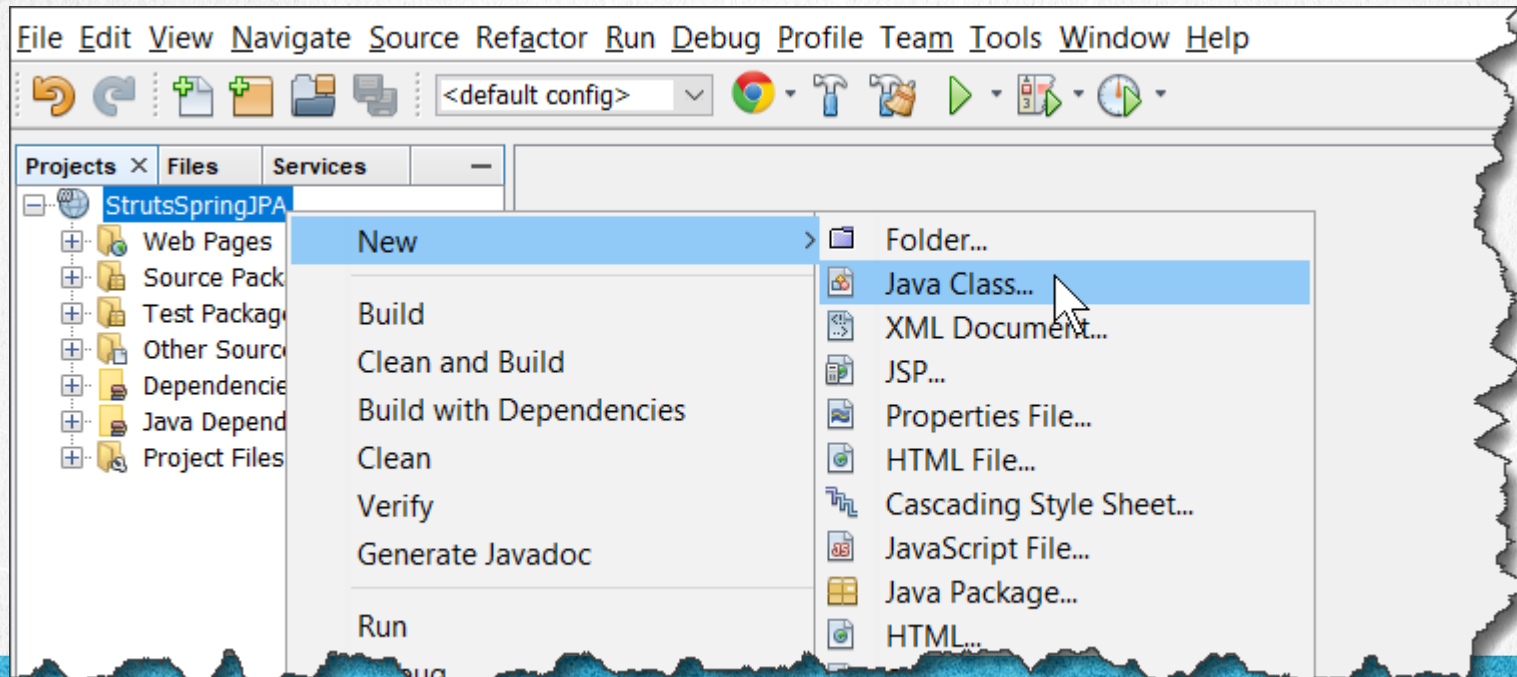 File Edit View Navigate Source Refactor Run Debug Profile Team Tools Window Help
<default config>
Projects Files Services
StrutsSpringJPA
Web Pages
Source Pack
Test Packag
Other Sourc
Dependencie
Java Depend
Project Files
New
Build
Clean and Build
Build with Dependencies
Clean
Verify
Generate Javadoc
Run
Folder...
Java Class...
XML Document...
JSP...
Properties File...
HTML File...
Cascading Style Sheet...
JavaScript File...
Java Package...
HTML...